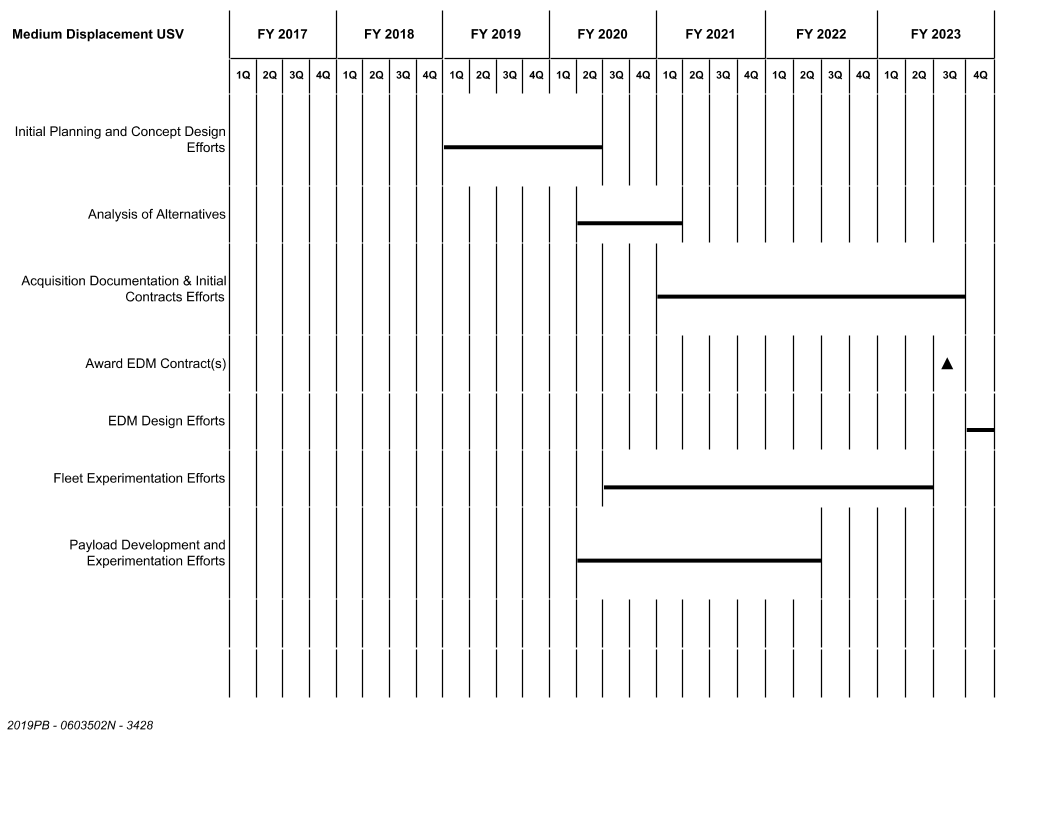 Medium Displacement USV FY 2017 FY 2018 FY 2019 FY 2020 FY 2021 FY 2022 FY 2023
1Q 2Q 3Q 4Q 1Q 2Q 3Q 4Q 1Q 2Q 3Q 4Q 1Q 2Q 3Q 4Q 1Q 2Q 3Q 4Q 1Q 2Q 3Q 4Q 1Q 2Q 3Q 4Q
Initial Planning and Concept Design
Efforts
Analysis of Alternatives
Acquisition Documentation & Initial
Contracts Efforts
Award EDM Contract(s)
EDM Design Efforts
Fleet Experimentation Efforts
Payload Development and
Experimentation Efforts
2019PB - 0603502N - 3428